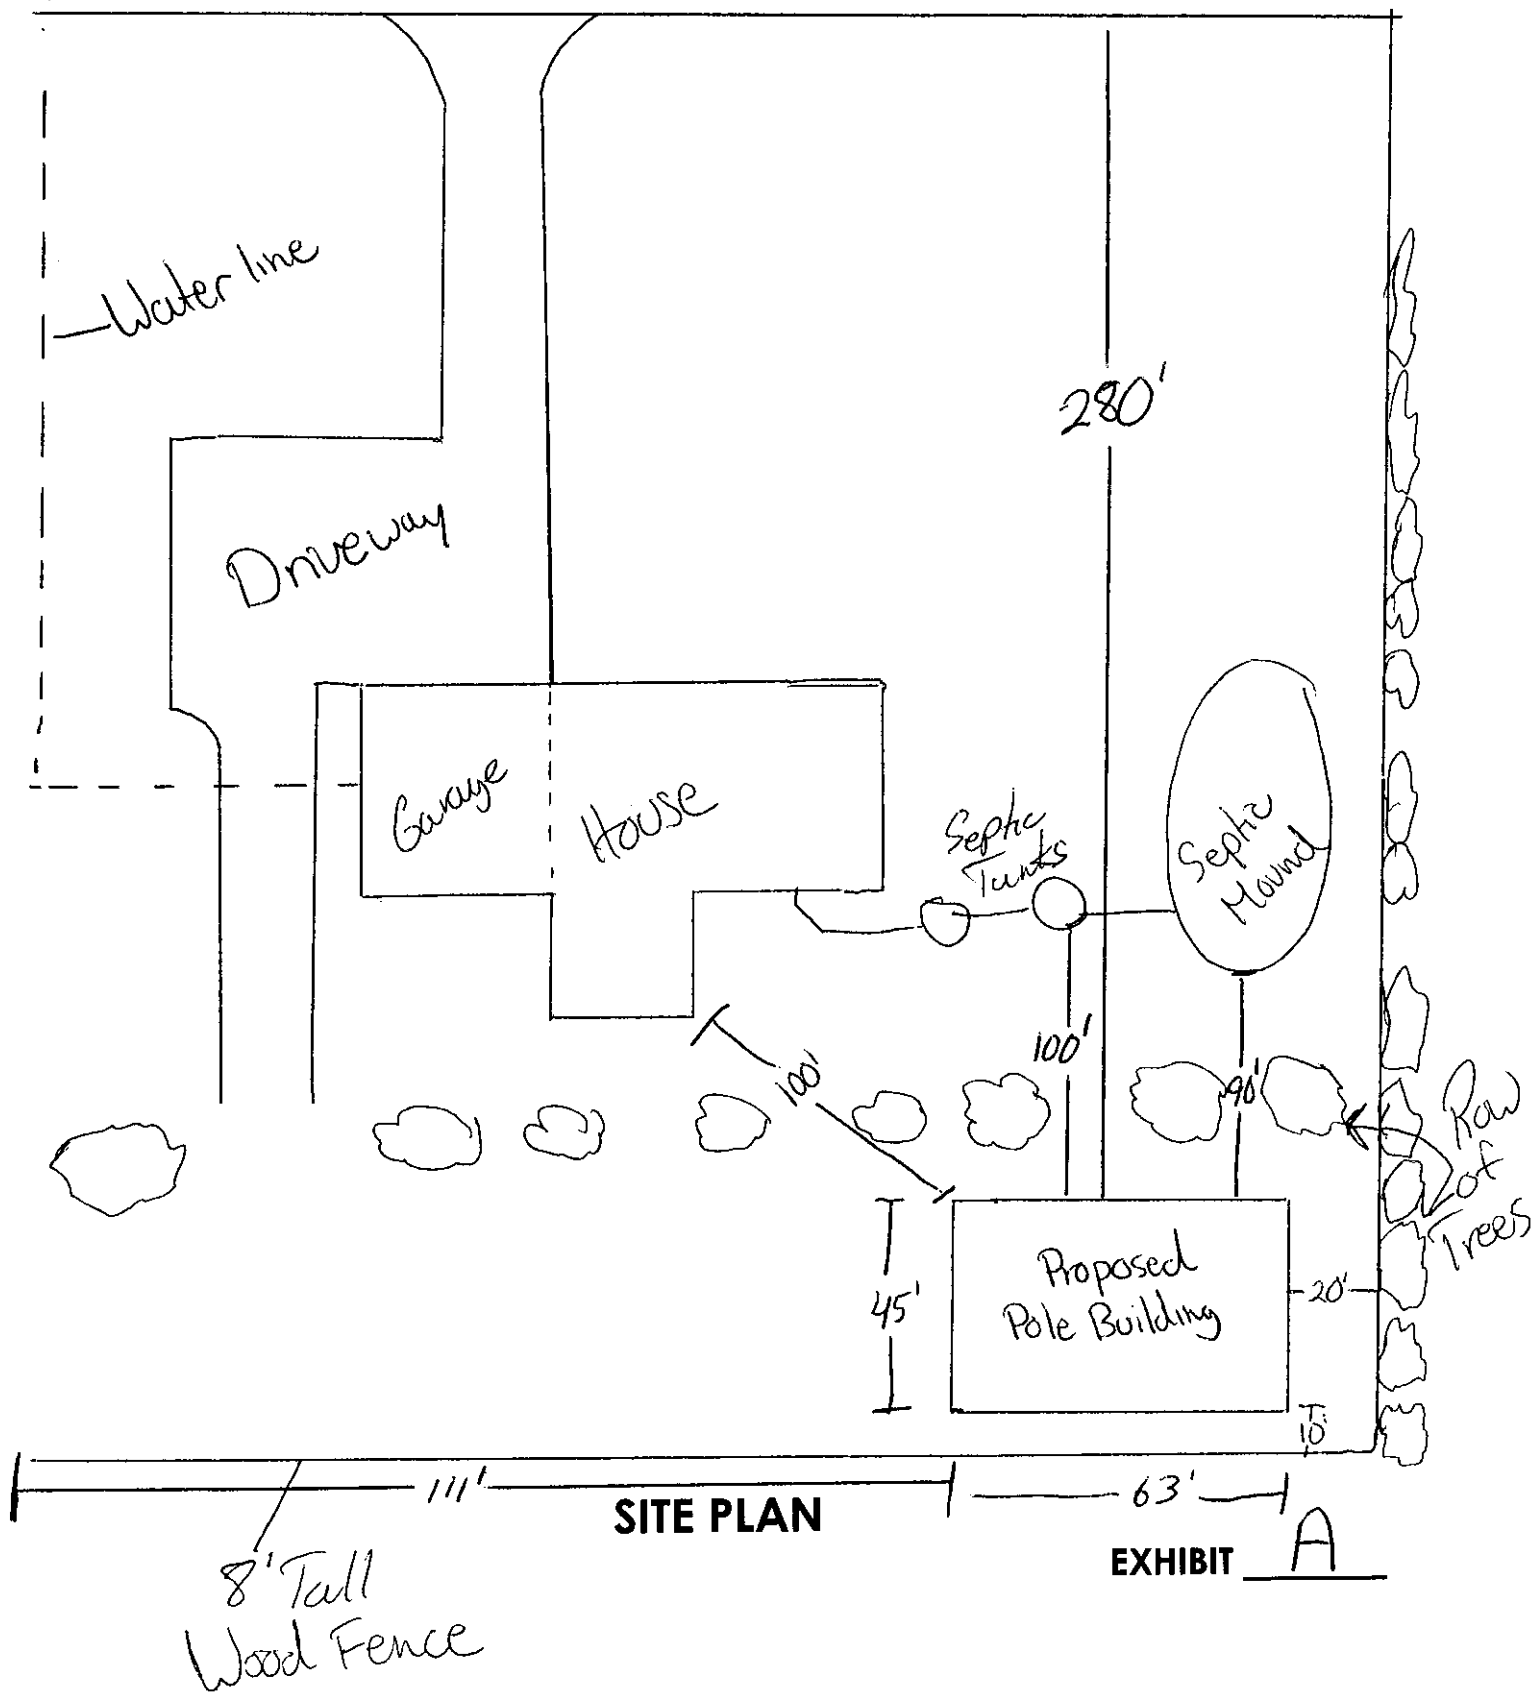 Water line
280'
Driveway
Garage
House
Septic
Tanks
Septic
Mound
100'
100'
90'
Row
of
Trees
45'
Proposed
Pole Building
20'
10'
111'
63'
SITE PLAN
EXHIBIT A
8' Tall
Wood Fence